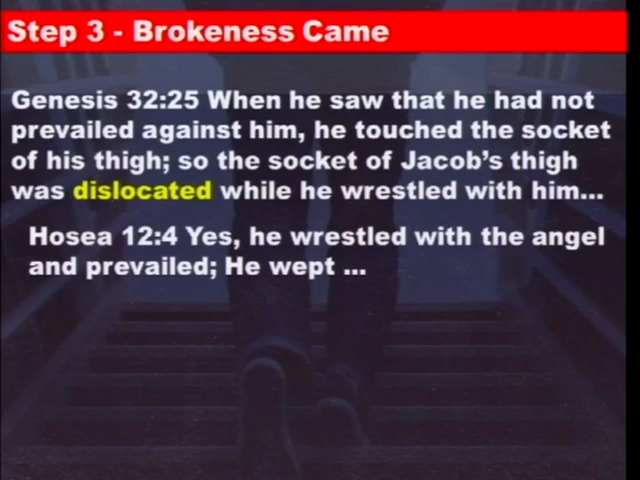 Step 3 - Brokeness Came
Genesis 32:25 When he saw that he had not
prevailed against him, he touched the socket
of his thigh; so the socket of Jacob's thigh
was dislocated while he wrestled with him...
Hosea 12:4 Yes, he wrestled with the angel
and prevailed; He wept ...